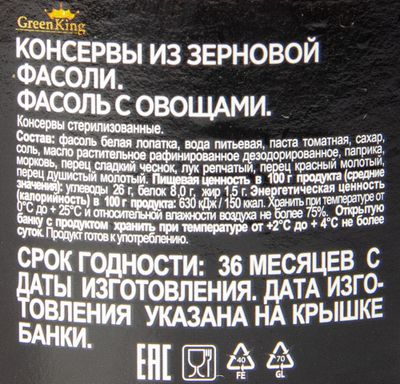 GreenKing
КОНСЕРВЫ ИЗ ЗЕРНОВОЙ
ФАСОЛИ.
ФАСОЛЬ С ОВОЩАМИ.
Консервы стерилизованные.
Состав: фасоль белая лопатка, вода питьевая, паста томатная, сахар,
соль, масло растительное рафинированное дезодорированное, паприка,
морковь, перец сладкий чеснок, лук репчатый, перец красный молотый,
перец душистый молотый. Пищевая ценность в 100 г продукта (средние
значения): углеводы 26 г, белок 8,0 г, жир 1,5 г. Энергетическая ценность
(калорийность) в 100 г продукта: 630 кДж / 150 ккал. Хранить при температуре от
0°С до + 25°С и относительной влажности воздуха не более 75%. Открытую
банку с продуктом хранить при температуре от +2°С до + 4°С не более
суток. Продукт готов к употреблению.
СРОК ГОДНОСТИ: 36 МЕСЯЦЕВ С
ДАТЫ ИЗГОТОВЛЕНИЯ. ДАТА ИЗГО-
ТОВЛЕНИЯ УКАЗАНА НА КРЫШКЕ
БАНКИ.
ЕАС
40 70
FE GL